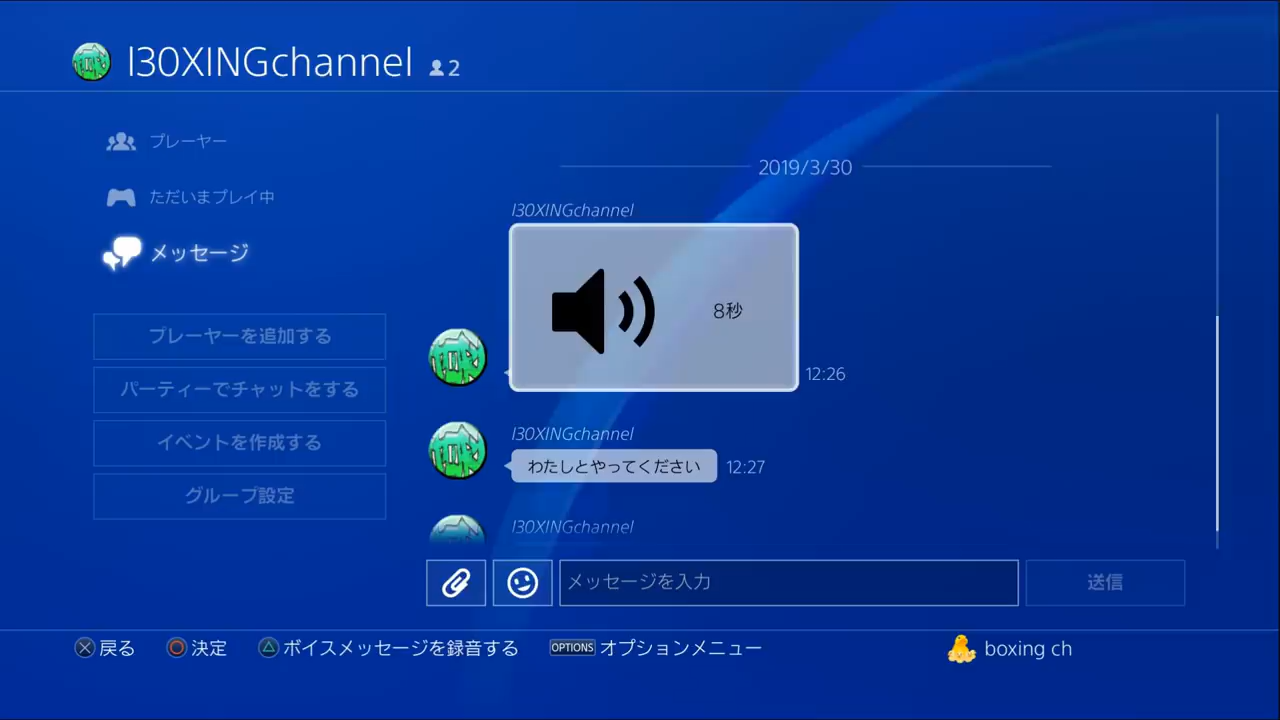 l30XINGchannel 2
プレーヤー
ただいまプレイ中
メッセージ
プレーヤーを追加する
パーティーでチャットをする
イベントを作成する
グループ設定
2019/3/30
l30XINGchannel
8秒
12:26
l30XINGchannel
わたしとやってください 12:27
l30XINGchannel
メッセージを入力
送信
戻る 決定 ボイスメッセージを録音する OPTIONS オプションメニュー boxing ch